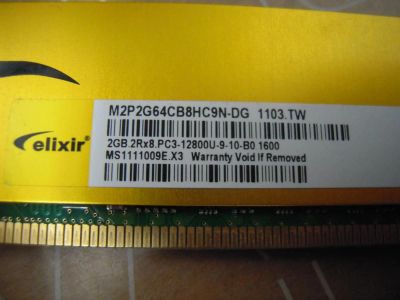 M2P2G64CB8HC9N-DG 1103.TW
elixir®
2GB.2Rx8.PC3-12800U-9-10-B0.1600
MS1111009E.X3 Warranty Void If Removed